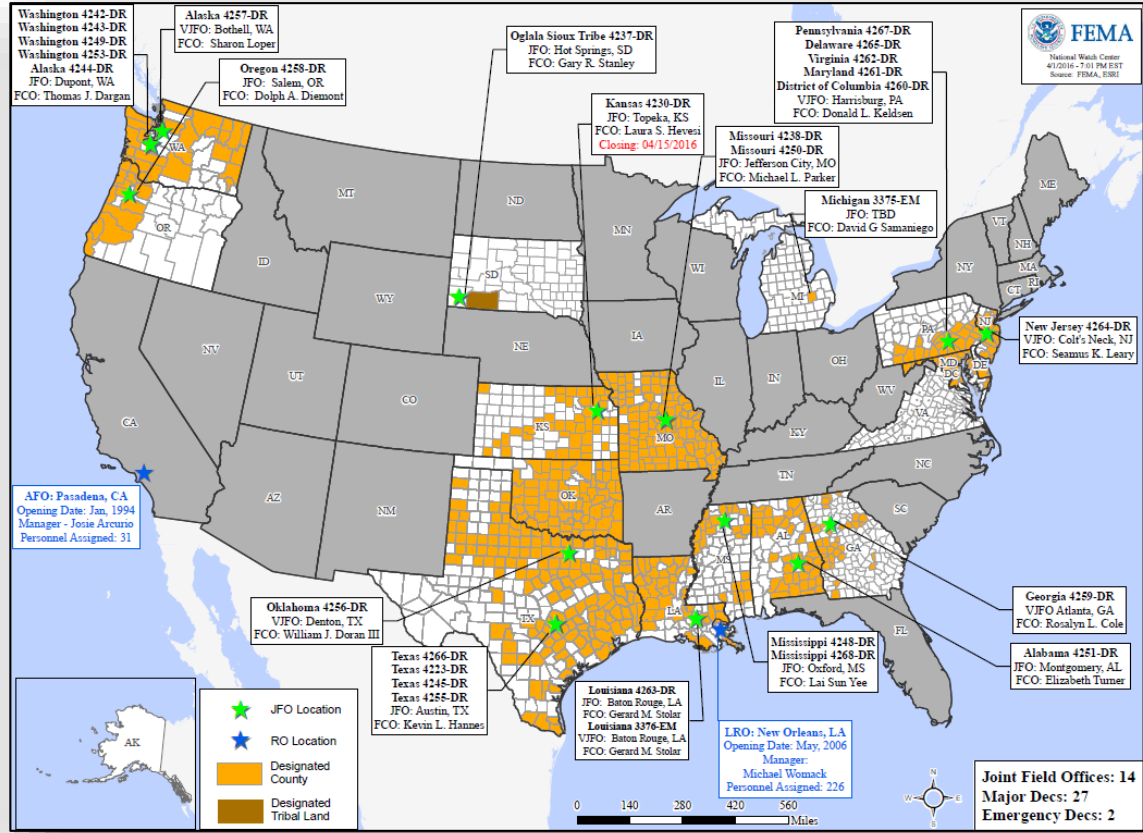 Washington 4242-DR
Washington 4243-DR
Washington 4249-DR
Washington 4253-DR
Alaska 4244-DR
JFO: Dupont, WA
FCO: Thomas J. Dargan
Alaska 4257-DR
VJFO: Bothell, WA
FCO: Sharon Loper
Oregon 4258-DR
JFO: Salem, OR
FCO: Dolph A. Diemont
Oglala Sioux Tribe 4237-DR
JFO: Hot Springs, SD
FCO: Gary R. Stanley
Kansas 4230-DR
JFO: Topeka, KS
FCO: Laura S. Hevesi
Closing: 04/15/2016
Missouri 4238-DR
Missouri 4250-DR
JFO: Jefferson City, MO
FCO: Michael L. Parker
Pennsylvania 4267-DR
Delaware 4265-DR
Virginia 4262-DR
Maryland 4261-DR
District of Columbia 4260-DR
VJFO: Harrisburg, PA
FCO: Donald L. Keldsen
Michigan 3375-EM
JFO: TBD
FCO: David G Samaniego
FEMA
National Watch Center
4/1/2016 - 7:01 PM EST
Source: FEMA, ESRI
New Jersey 4264-DR
VJFO: Colt's Neck, NJ
FCO: Seamus K. Leary
WA
OR
CA
NV
ID
MT
WY
UT
AZ
CO
NM
ND
SD
NE
KS
OK
TX
MN
IA
MO
AR
LA
WI
IL
MI
IN
OH
KY
TN
MS
AL
GA
FL
SC
NC
VA
WV
PA
NY
NJ
MD
DC
DE
ME
VT
NH
MA
CT
RI
AK
AFO: Pasadena, CA
Opening Date: Jan, 1994
Manager - Josie Arcurio
Personnel Assigned: 31
Oklahoma 4256-DR
VJFO: Denton, TX
FCO: William J. Doran III
Texas 4266-DR
Texas 4223-DR
Texas 4245-DR
Texas 4255-DR
JFO: Austin, TX
FCO: Kevin L. Hannes
Louisiana 4263-DR
JFO: Baton Rouge, LA
FCO: Gerard M. Stolar
Louisiana 3376-EM
VJFO: Baton Rouge, LA
FCO: Gerard M. Stolar
Mississippi 4248-DR
Mississippi 4268-DR
JFO: Oxford, MS
FCO: Lai Sun Yee
LRO: New Orleans, LA
Opening Date: May, 2006
Manager:
Michael Womack
Personnel Assigned: 226
Georgia 4259-DR
VJFO Atlanta, GA
FCO: Rosalyn L. Cole
Alabama 4251-DR
JFO: Montgomery, AL
FCO: Elizabeth Turner
JFO Location
RO Location
Designated
County
Designated
Tribal Land
0 140 280 420 560
Miles
N
W E
S
Joint Field Offices: 14
Major Decs: 27
Emergency Decs: 2